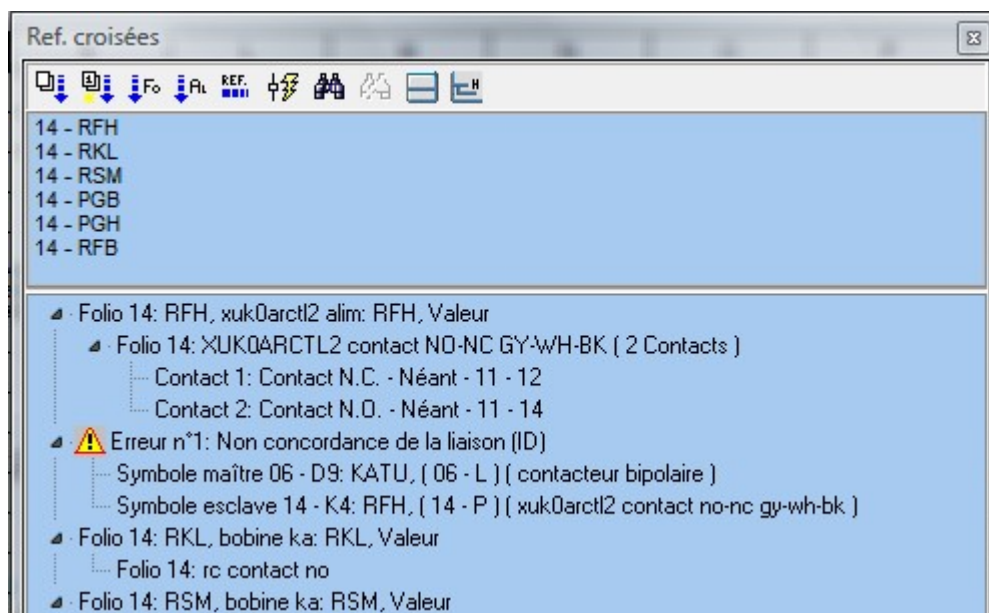 Ref. croisées
Fo AL REF. H
14 - RFH
14 - RKL
14 - RSM
14 - PGB
14 - PGH
14 - RFB
Folio 14: RFH, xuk0arctl2 alim: RFH, Valeur
Folio 14: XUK0ARCTL2 contact NO-NC GY-WH-BK ( 2 Contacts )
Contact 1: Contact N.C. - Néant - 11 - 12
Contact 2: Contact N.O. - Néant - 11 - 14
Erreur n°1: Non concordance de la liaison (ID)
Symbole maître 06 - D9: KATU, ( 06 - L ) ( contacteur bipolaire )
Symbole esclave 14 - K4: RFH, ( 14 - P ) ( xuk0arctl2 contact no-nc gy-wh-bk )
Folio 14: RKL, bobine ka: RKL, Valeur
Folio 14: rc contact no
Folio 14: RSM, bobine ka: RSM, Valeur